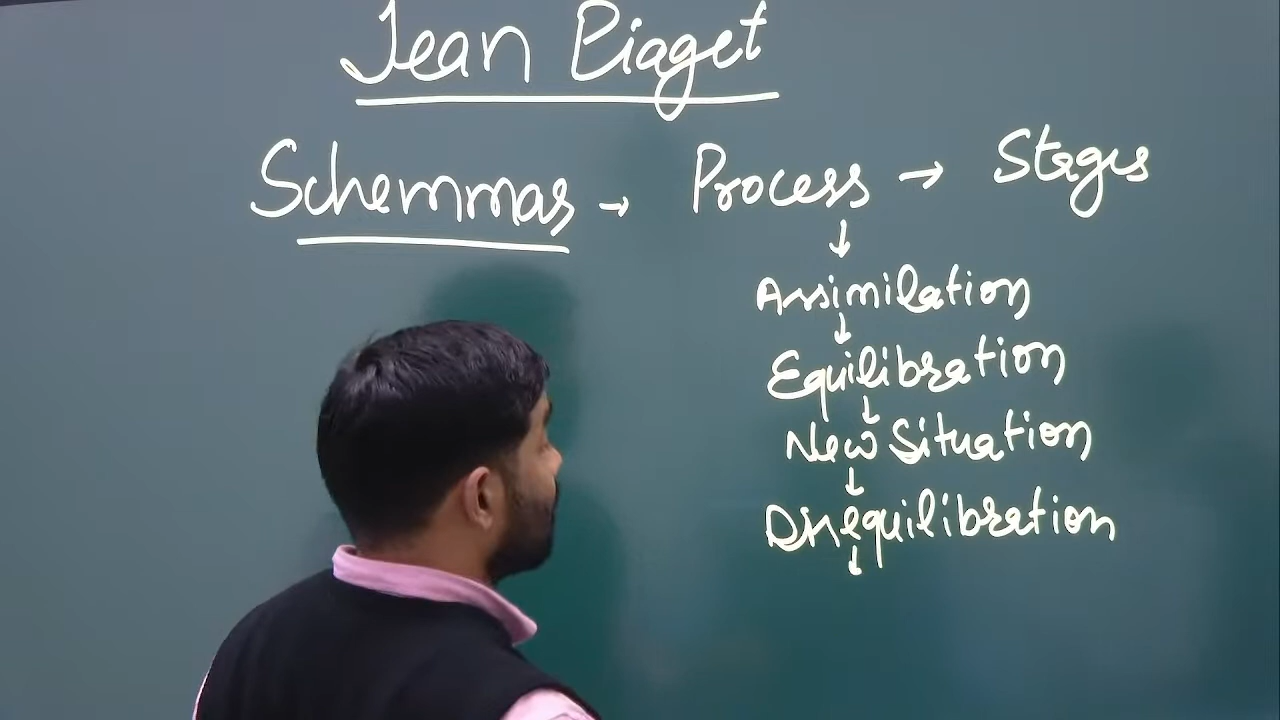 Jean Piaget
Schemmas → Process → Stages
↓
Assimilation
↓
Equilibration
↓
New Situation
↓
Disequilibration
↓